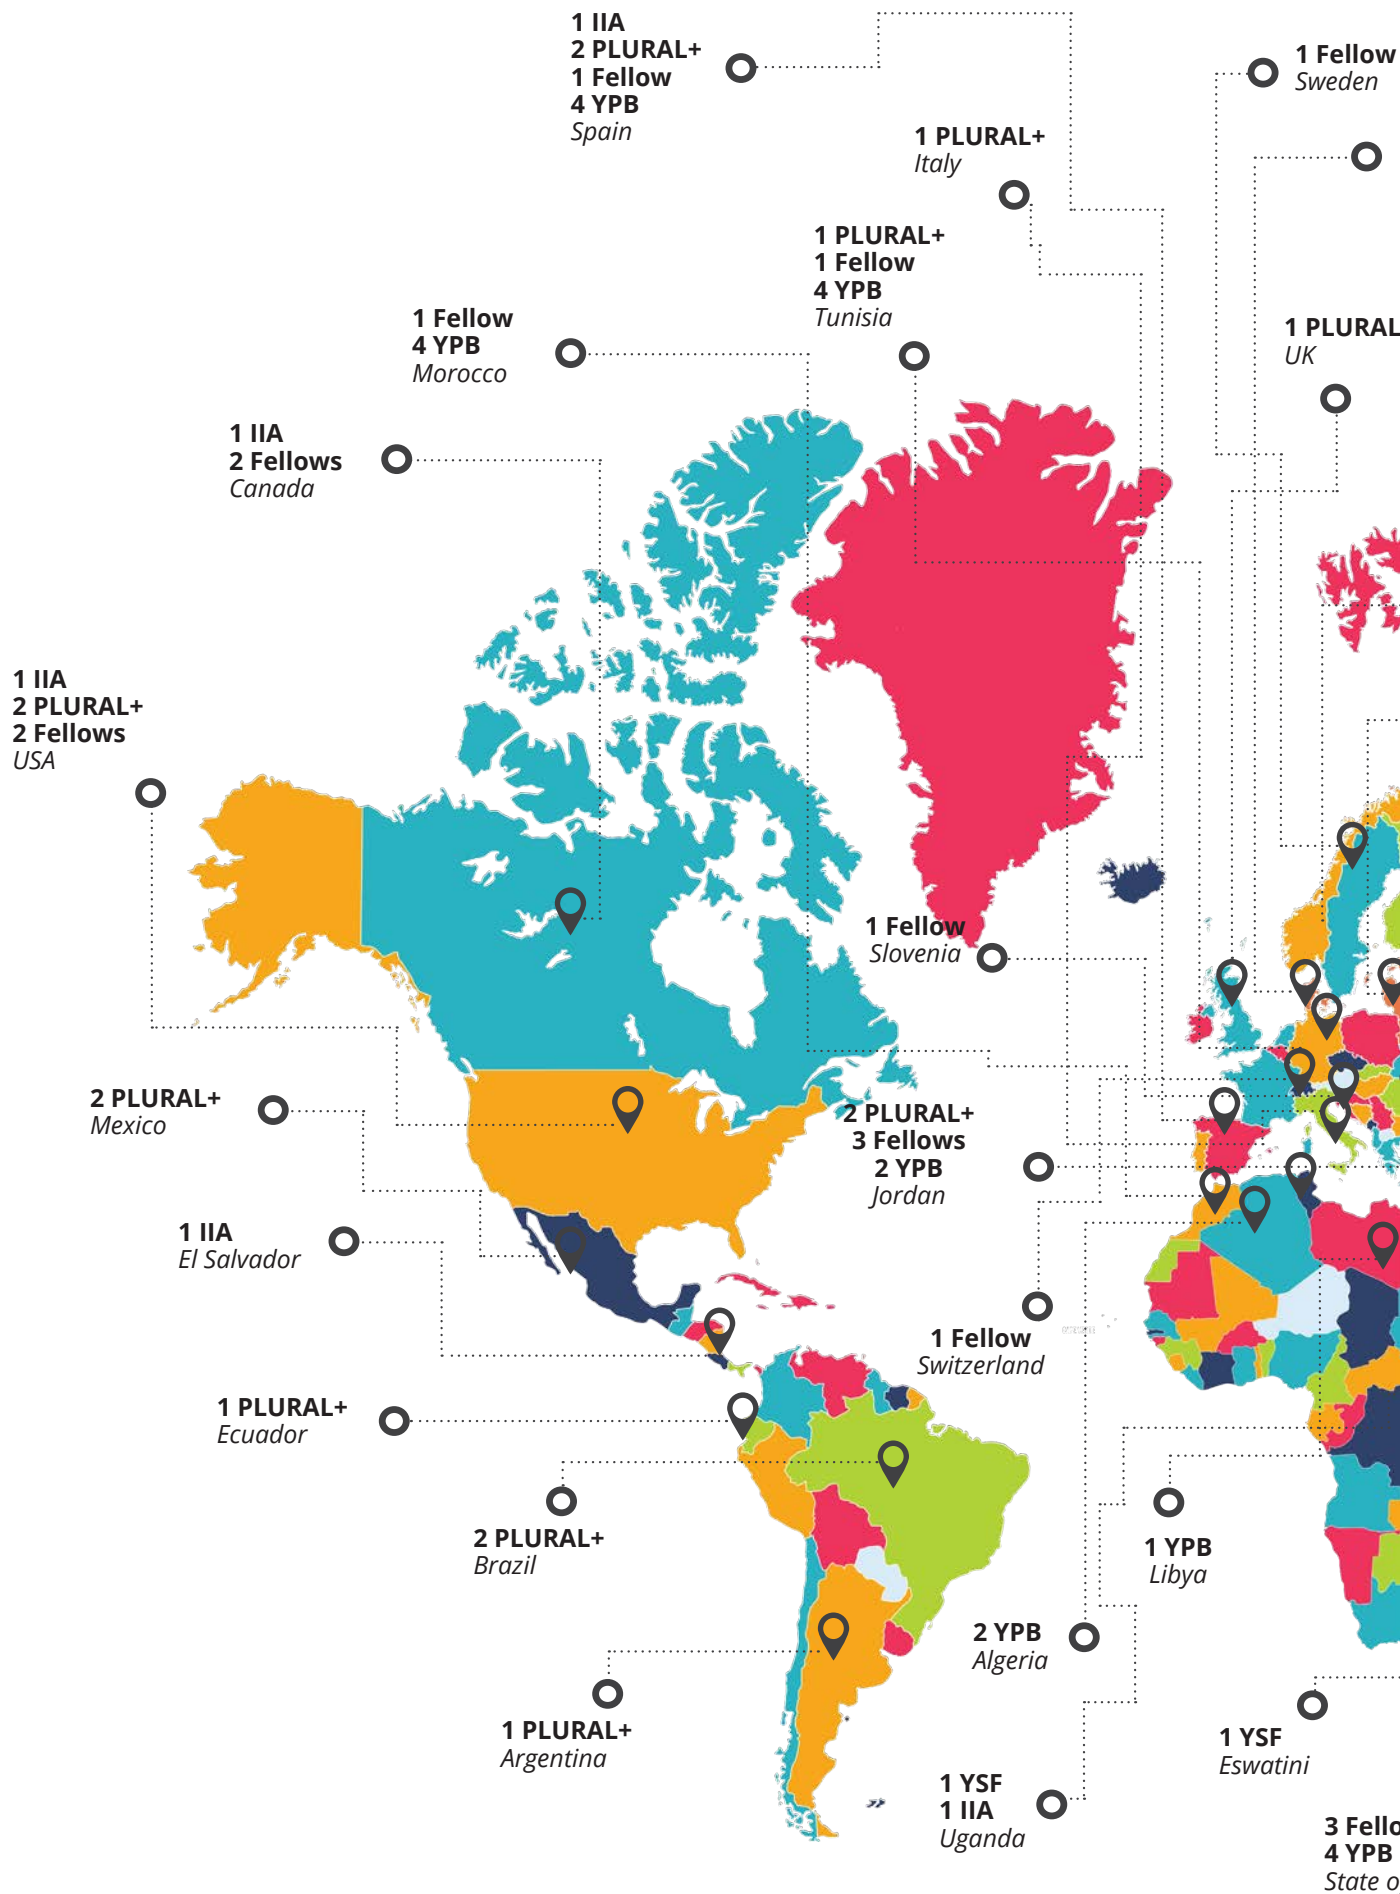 1 IIA
2 PLURAL+
1 Fellow
4 YPB
Spain
1 Fellow
Sweden
1 PLURAL+
Italy
1 PLURAL+
1 Fellow
4 YPB
Tunisia
1 Fellow
4 YPB
Morocco
1 PLURAL
UK
1 IIA
2 Fellows
Canada
1 IIA
2 PLURAL+
2 Fellows
USA
1 Fellow
Slovenia
2 PLURAL+
Mexico
2 PLURAL+
3 Fellows
2 YPB
Jordan
1 IIA
El Salvador
1 Fellow
Switzerland
1 PLURAL+
Ecuador
2 PLURAL+
Brazil
1 YPB
Libya
2 YPB
Algeria
1 PLURAL+
Argentina
1 YSF
Eswatini
1 YSF
1 IIA
Uganda
3 Fello
4 YPB
State o